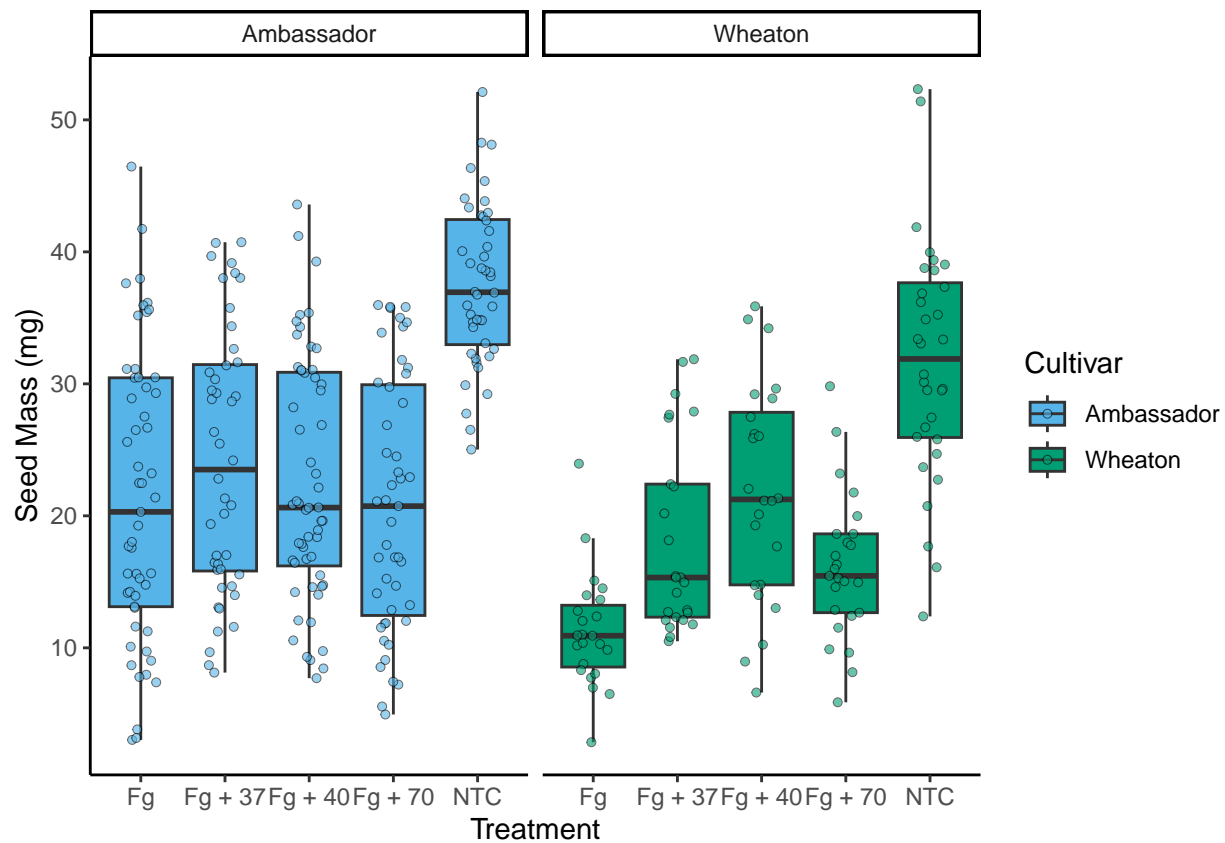 Ambassador Wheaton
50
40
30
20
10
Seed Mass (mg)
Fg Fg + 37 Fg + 40 Fg + 70 NTC Fg Fg + 37 Fg + 40 Fg + 70 NTC
Treatment
Cultivar
Ambassador
Wheaton